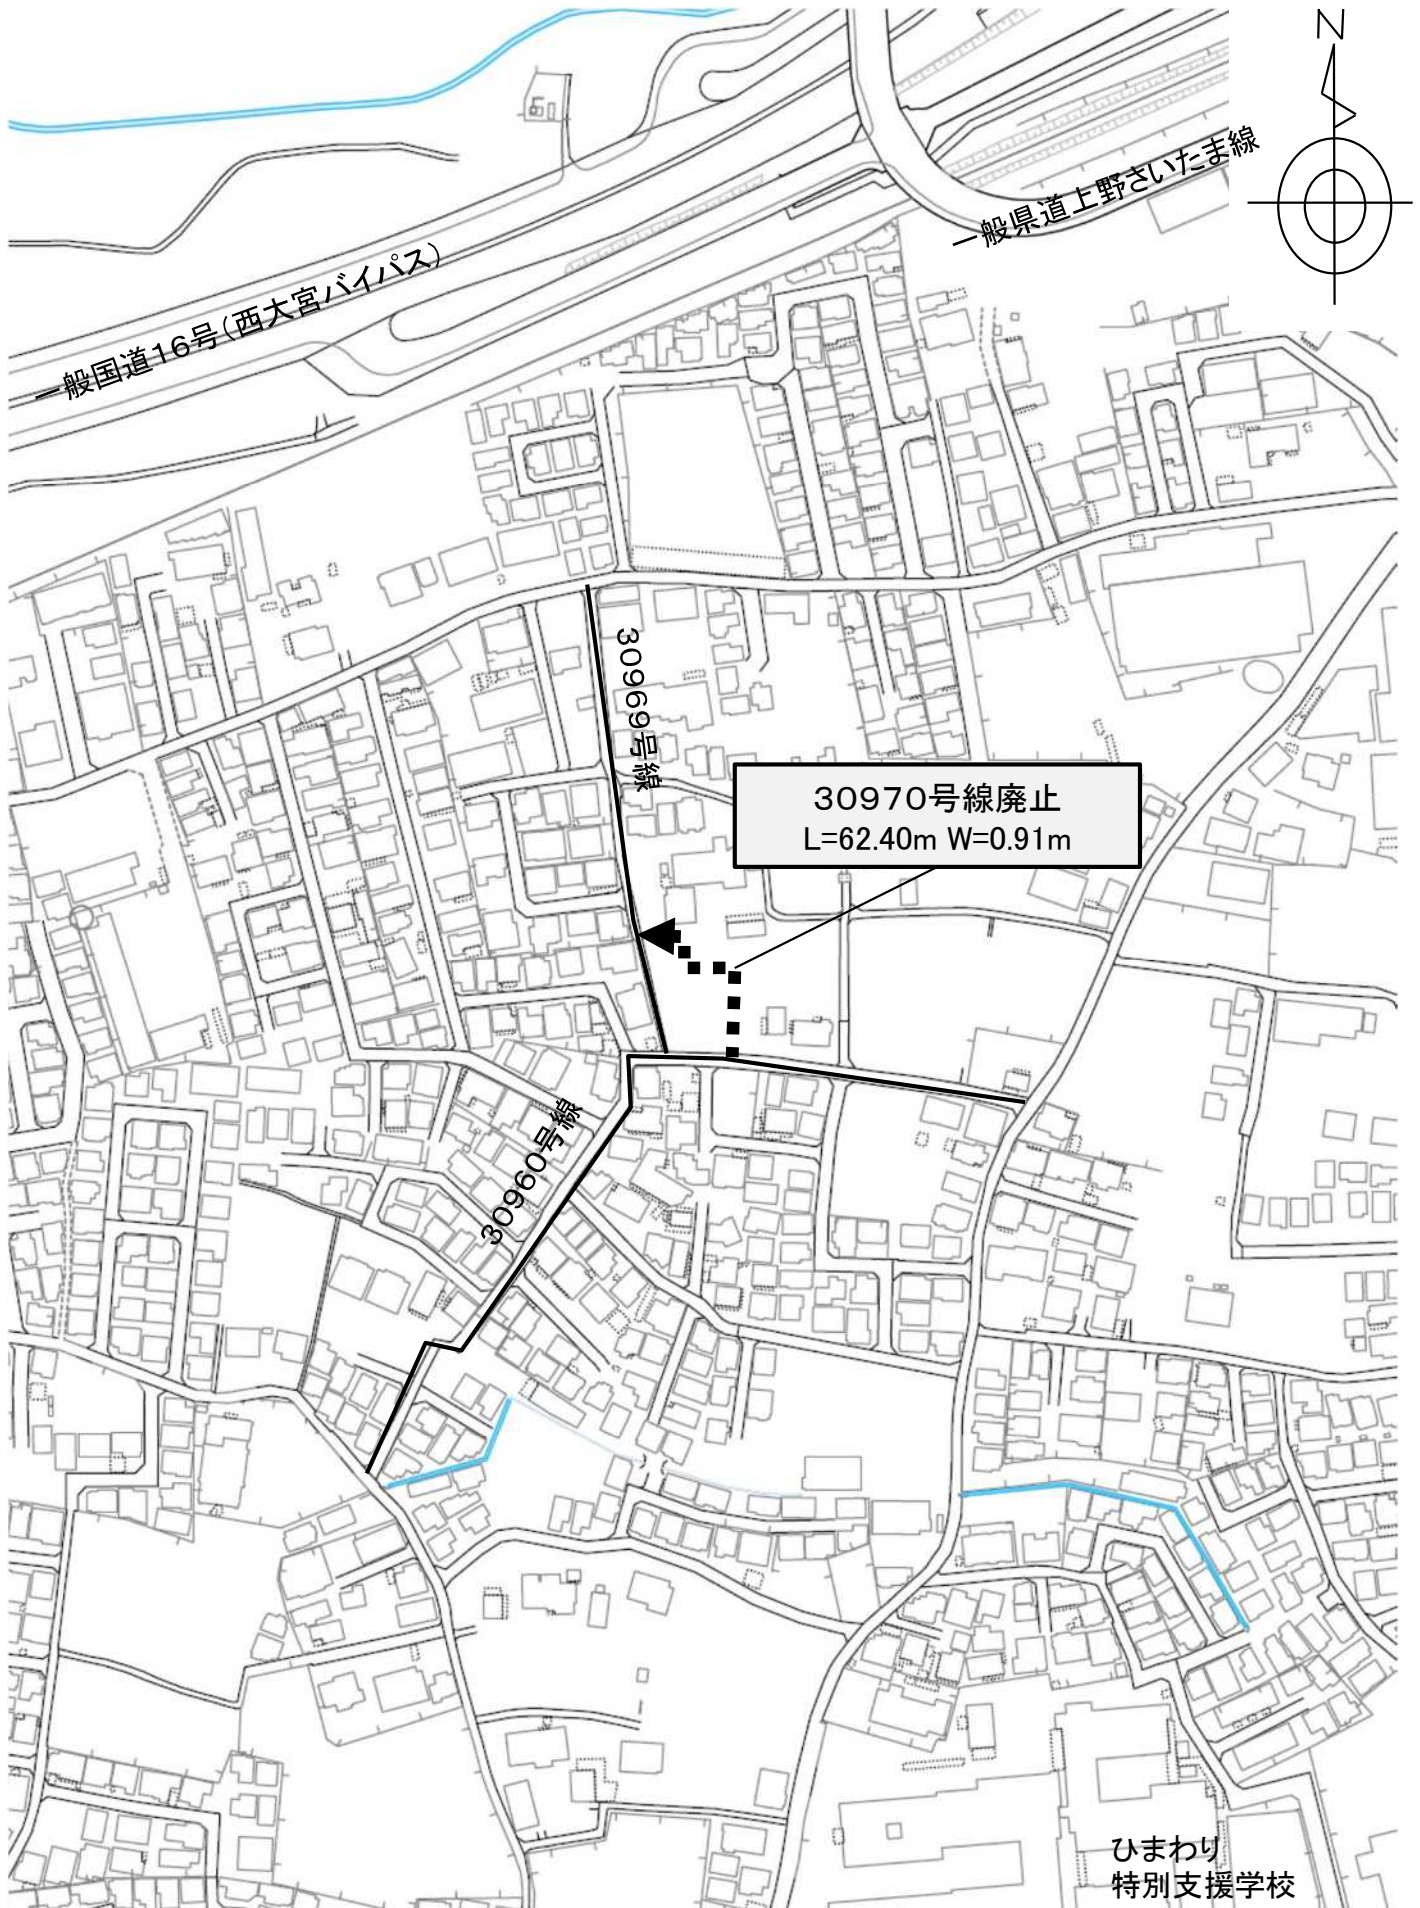 N
一般県道上野さいたま線
一般国道16号(西大宮バイパス)
30969号線
30970号線廃止
L=62.40m W=0.91m
30960号線
ひまわり
特別支援学校